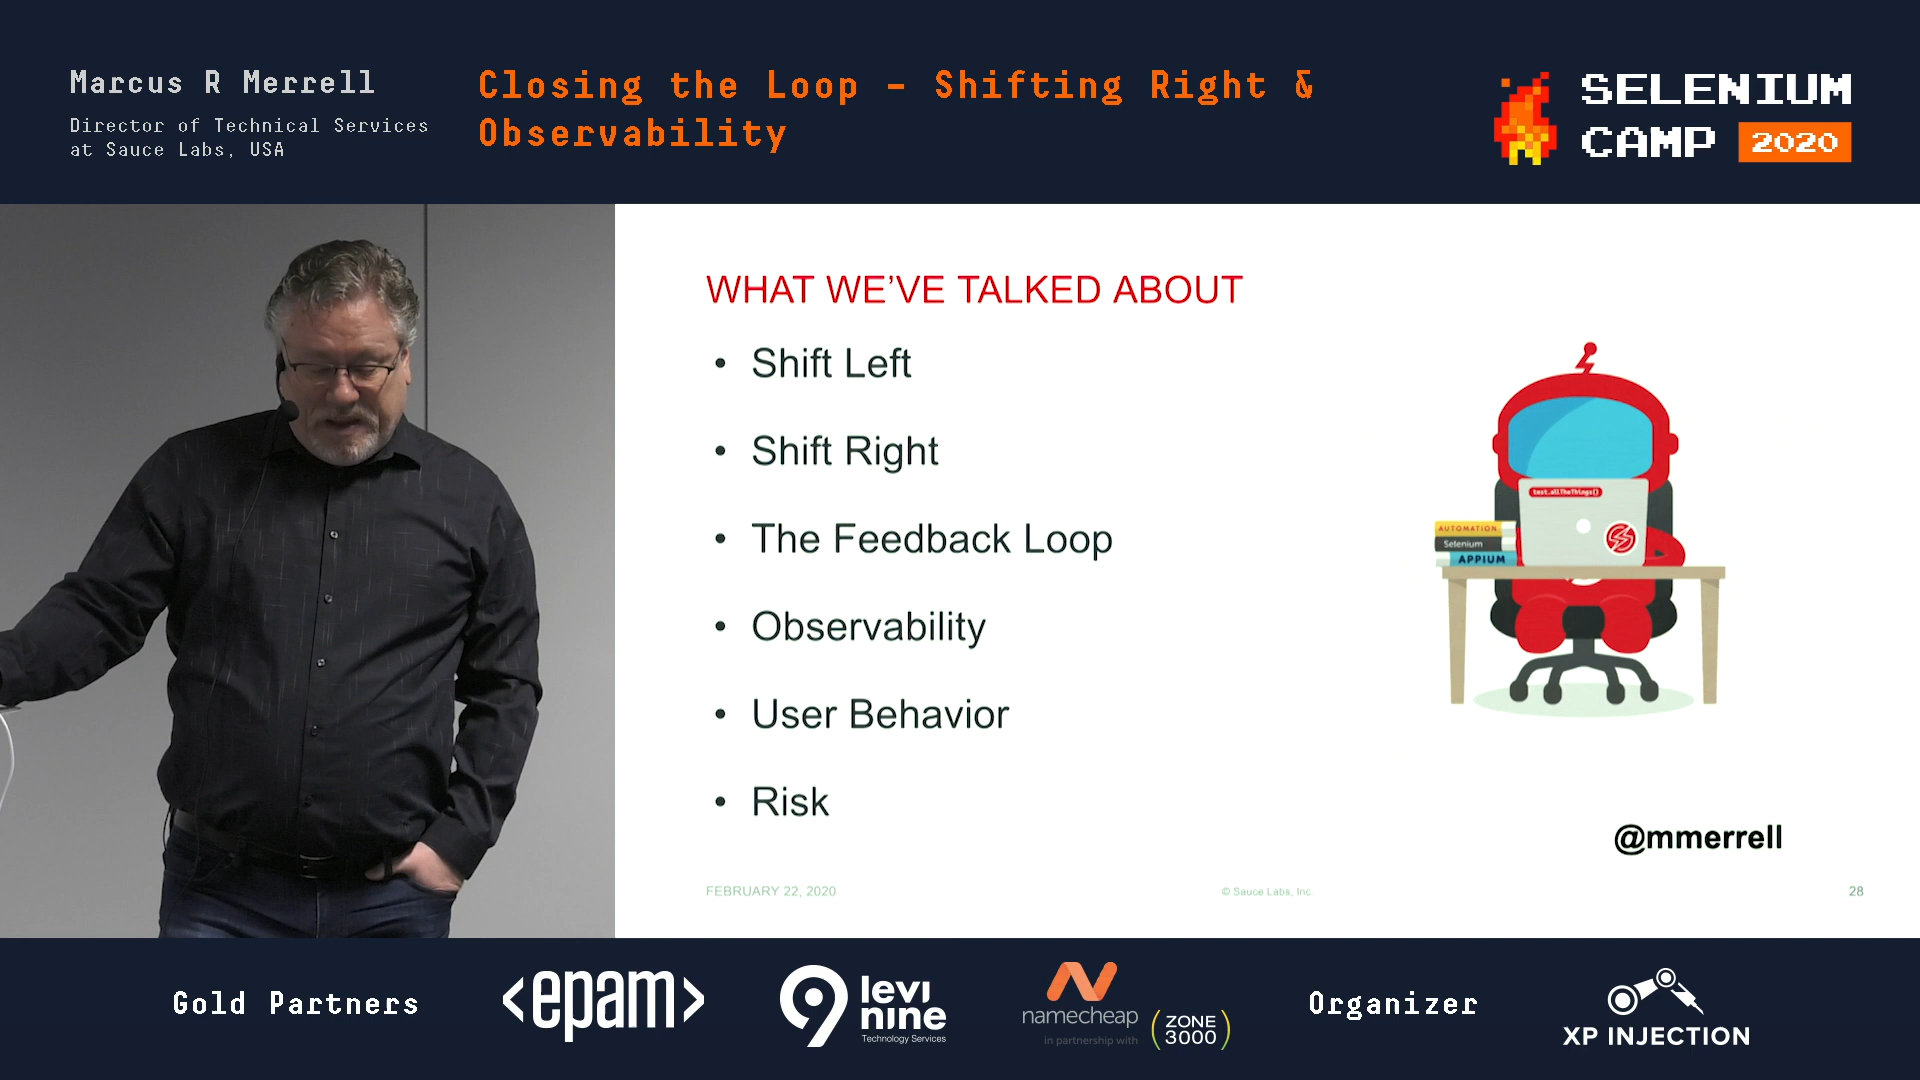 Marcus R Merrell
Director of Technical Services
at Sauce Labs, USA
Closing the Loop – Shifting Right &
Observability
SELENIUM
CAMP 2020
WHAT WE’VE TALKED ABOUT
• Shift Left
• Shift Right
• The Feedback Loop
• Observability
• User Behavior
• Risk
test.allTheThings()
AUTOMATION
Selenium
APPIUM
@mmerrell
FEBRUARY 22, 2020
© Sauce Labs, Inc.
28
Gold Partners
<epam>
levi
nine
Technology Services
namecheap
in partnership with
(ZONE
3000)
Organizer
XP INJECTION